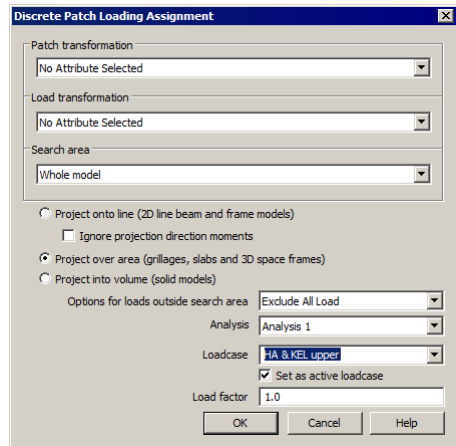 Discrete Patch Loading Assignment
Patch transformation
No Attribute Selected
Load transformation
No Attribute Selected
Search area
Whole model
Project onto line (2D line beam and frame models)
Ignore projection direction moments
Project over area (grillages, slabs and 3D space frames)
Project into volume (solid models)
Options for loads outside search area Exclude All Load
Analysis Analysis 1
Loadcase HA & KEL upper
Set as active loadcase
Load factor 1.0
OK Cancel Help